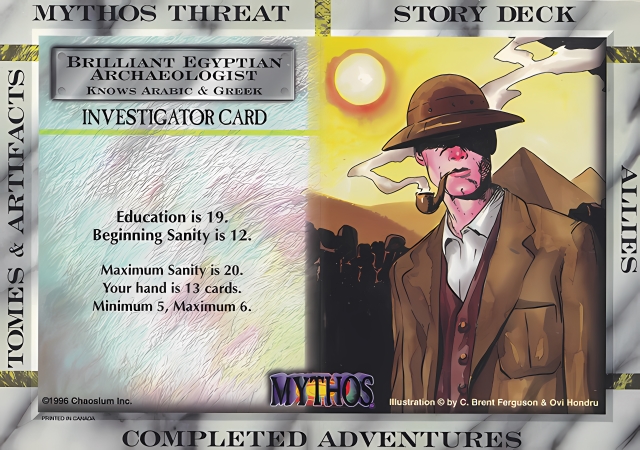 MYTHOS THREAT
STORY DECK
TOMES & ARTIFACTS
BRILLIANT EGYPTIAN
ARCHAEOLOGIST
KNOWS ARABIC & GREEK
INVESTIGATOR CARD
Education is 19.
Beginning Sanity is 12.
Maximum Sanity is 20.
Your hand is 13 cards.
Minimum 5, Maximum 6.
ALLIES
MYTHOS
©1996 Chaosium Inc.
Illustration © by C. Brent Ferguson & Ovi Hondru
PRINTED IN CANADA
COMPLETED ADVENTURES